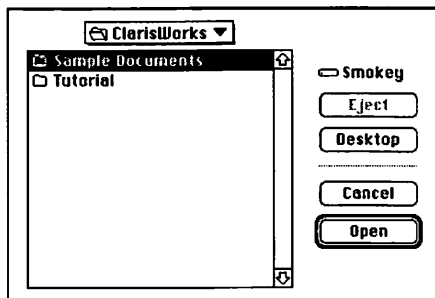 ClarisWorks
Sample Documents
Tutorial
Smokey
Eject
Desktop
Cancel
Open